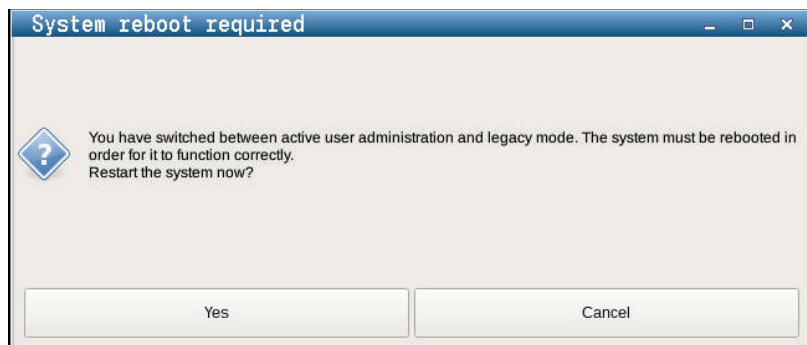 System reboot required
You have switched between active user administration and legacy mode. The system must be rebooted in
order for it to function correctly.
Restart the system now?
Yes
Cancel